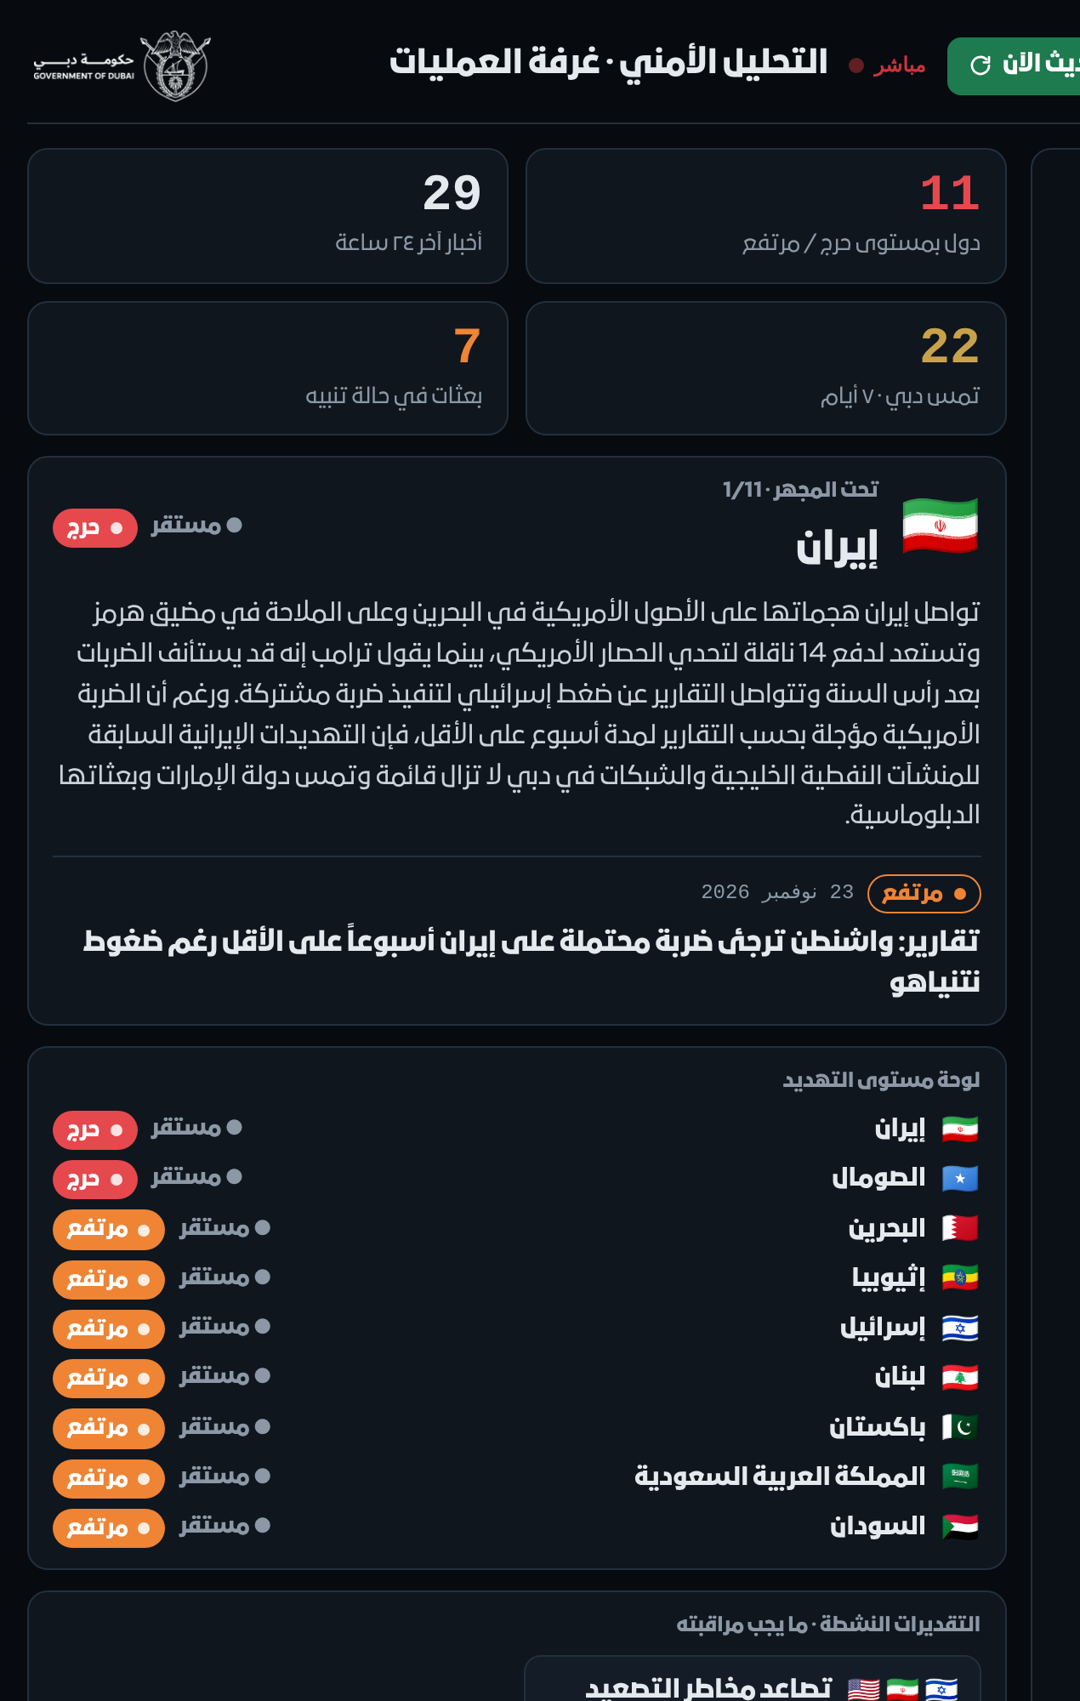 حكومة دبي
GOVERNMENT OF DUBAI
التحليل الأمني · غرفة العمليات
مباشر
الآن
11
دول بمستوى حرج / مرتفع
29
أخبار آخر ٢٤ ساعة
22
تمس دبي · ٧ أيام
7
بعثات في حالة تنبيه
تحت المجهر · 1/11
إيران
مستقر
حرج
تواصل إيران هجماتها على الأصول الأمريكية في البحرين وعلى الملاحة في مضيق هرمز
وتستعد لدفع 14 ناقلة لتحدي الحصار الأمريكي، بينما يقول ترامب إنه قد يستأنف الضربات
بعد رأس السنة وتتواصل التقارير عن ضغط إسرائيلي لتنفيذ ضربة مشتركة. ورغم أن الضربة
الأمريكية مؤجلة بحسب التقارير لمدة أسبوع على الأقل، فإن التهديدات الإيرانية السابقة
للمنشآت النفطية الخليجية والشبكات في دبي لا تزال قائمة وتمس دولة الإمارات وبعثاتها
الدبلوماسية.
مرتفع
23 نوفمبر 2026
تقارير: واشنطن ترجئ ضربة محتملة على إيران أسبوعاً على الأقل رغم ضغوط
نتنياهو
لوحة مستوى التهديد
إيران مستقر حرج
الصومال مستقر حرج
البحرين مستقر مرتفع
إثيوبيا مستقر مرتفع
إسرائيل مستقر مرتفع
لبنان مستقر مرتفع
باكستان مستقر مرتفع
المملكة العربية السعودية مستقر مرتفع
السودان مستقر مرتفع
التقديرات النشطة · ما يجب مراقبته
تصاعد مخاطر التصعيد